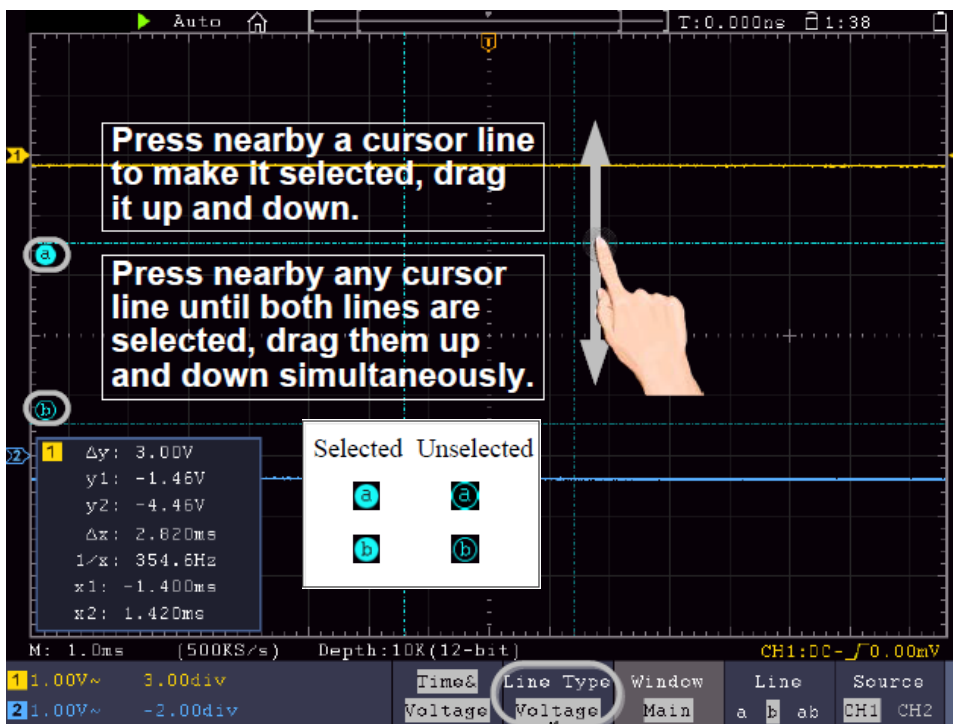 Auto T:0.000ns 1:38
T
Press nearby a cursor line
to make it selected, drag
it up and down.
1
a
Press nearby any cursor
line until both lines are
selected, drag them up
and down simultaneously.
b
2
1 Δy: 3.00V
y1: -1.46V
y2: -4.46V
Δx: 2.820ms
1/x: 354.6Hz
x1: -1.400ms
x2: 1.420ms
Selected Unselected
a a
b b
M: 1.0ms (500KS/s) Depth:10K(12-bit) CH1:DC- 0.00mV
1 1.00V~ 3.00div
2 1.00V~ -2.00div
Time&
Voltage
Line Type
Voltage
Window
Main
Line
a b ab
Source
CH1 CH2